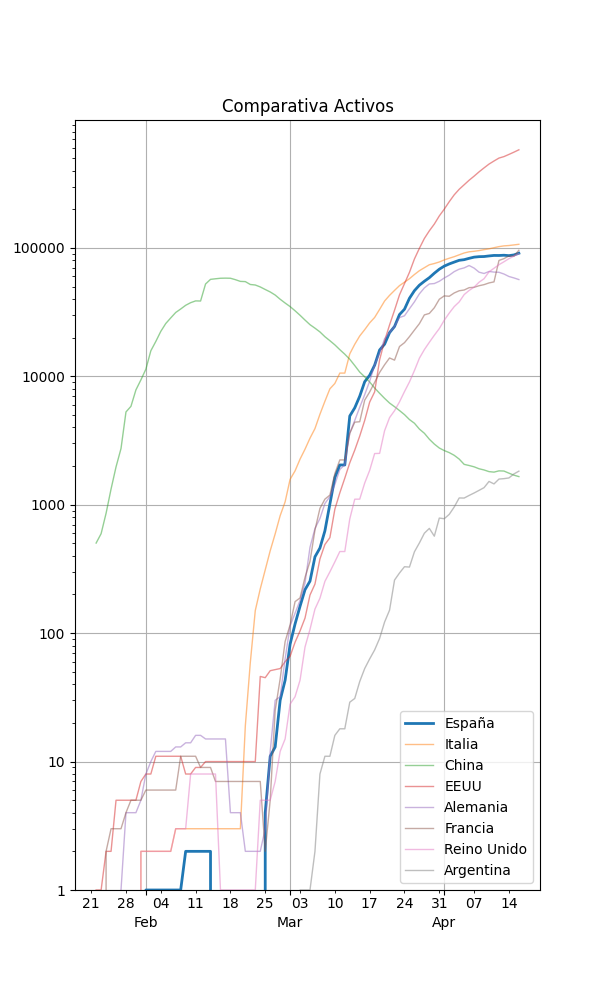 Comparativa Activos
100000
10000
1000
100
10
1
España
Italia
China
EEUU
Alemania
Francia
Reino Unido
Argentina
21 28 04 11 18 25 03 10 17 24 31 07 14
Feb Mar Apr